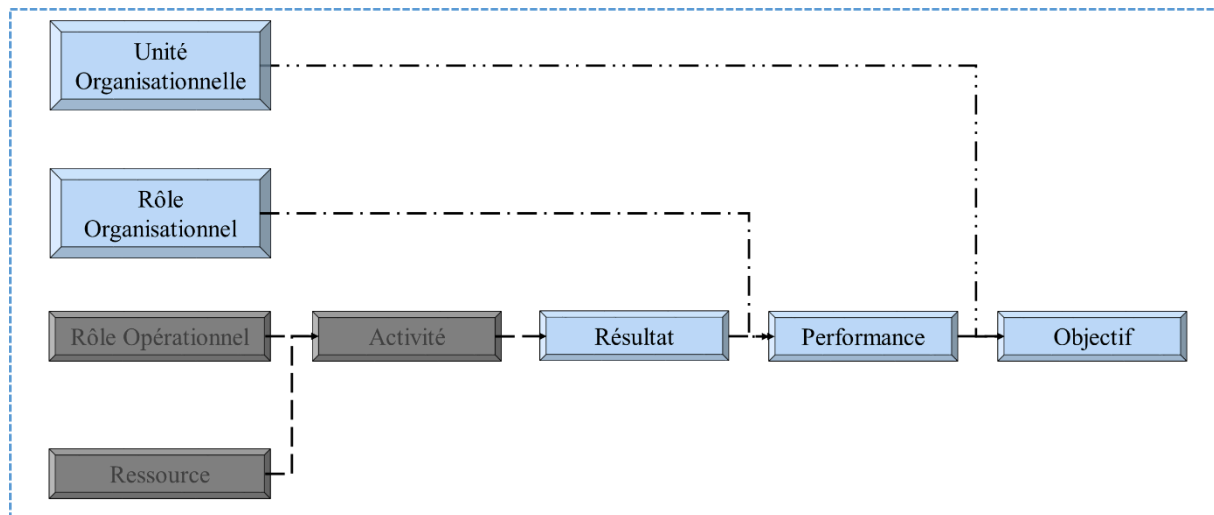 Unité
Organisationnelle
Rôle
Organisationnel
Rôle Opérationnel
Activité
Résultat
Performance
Objectif
Ressource